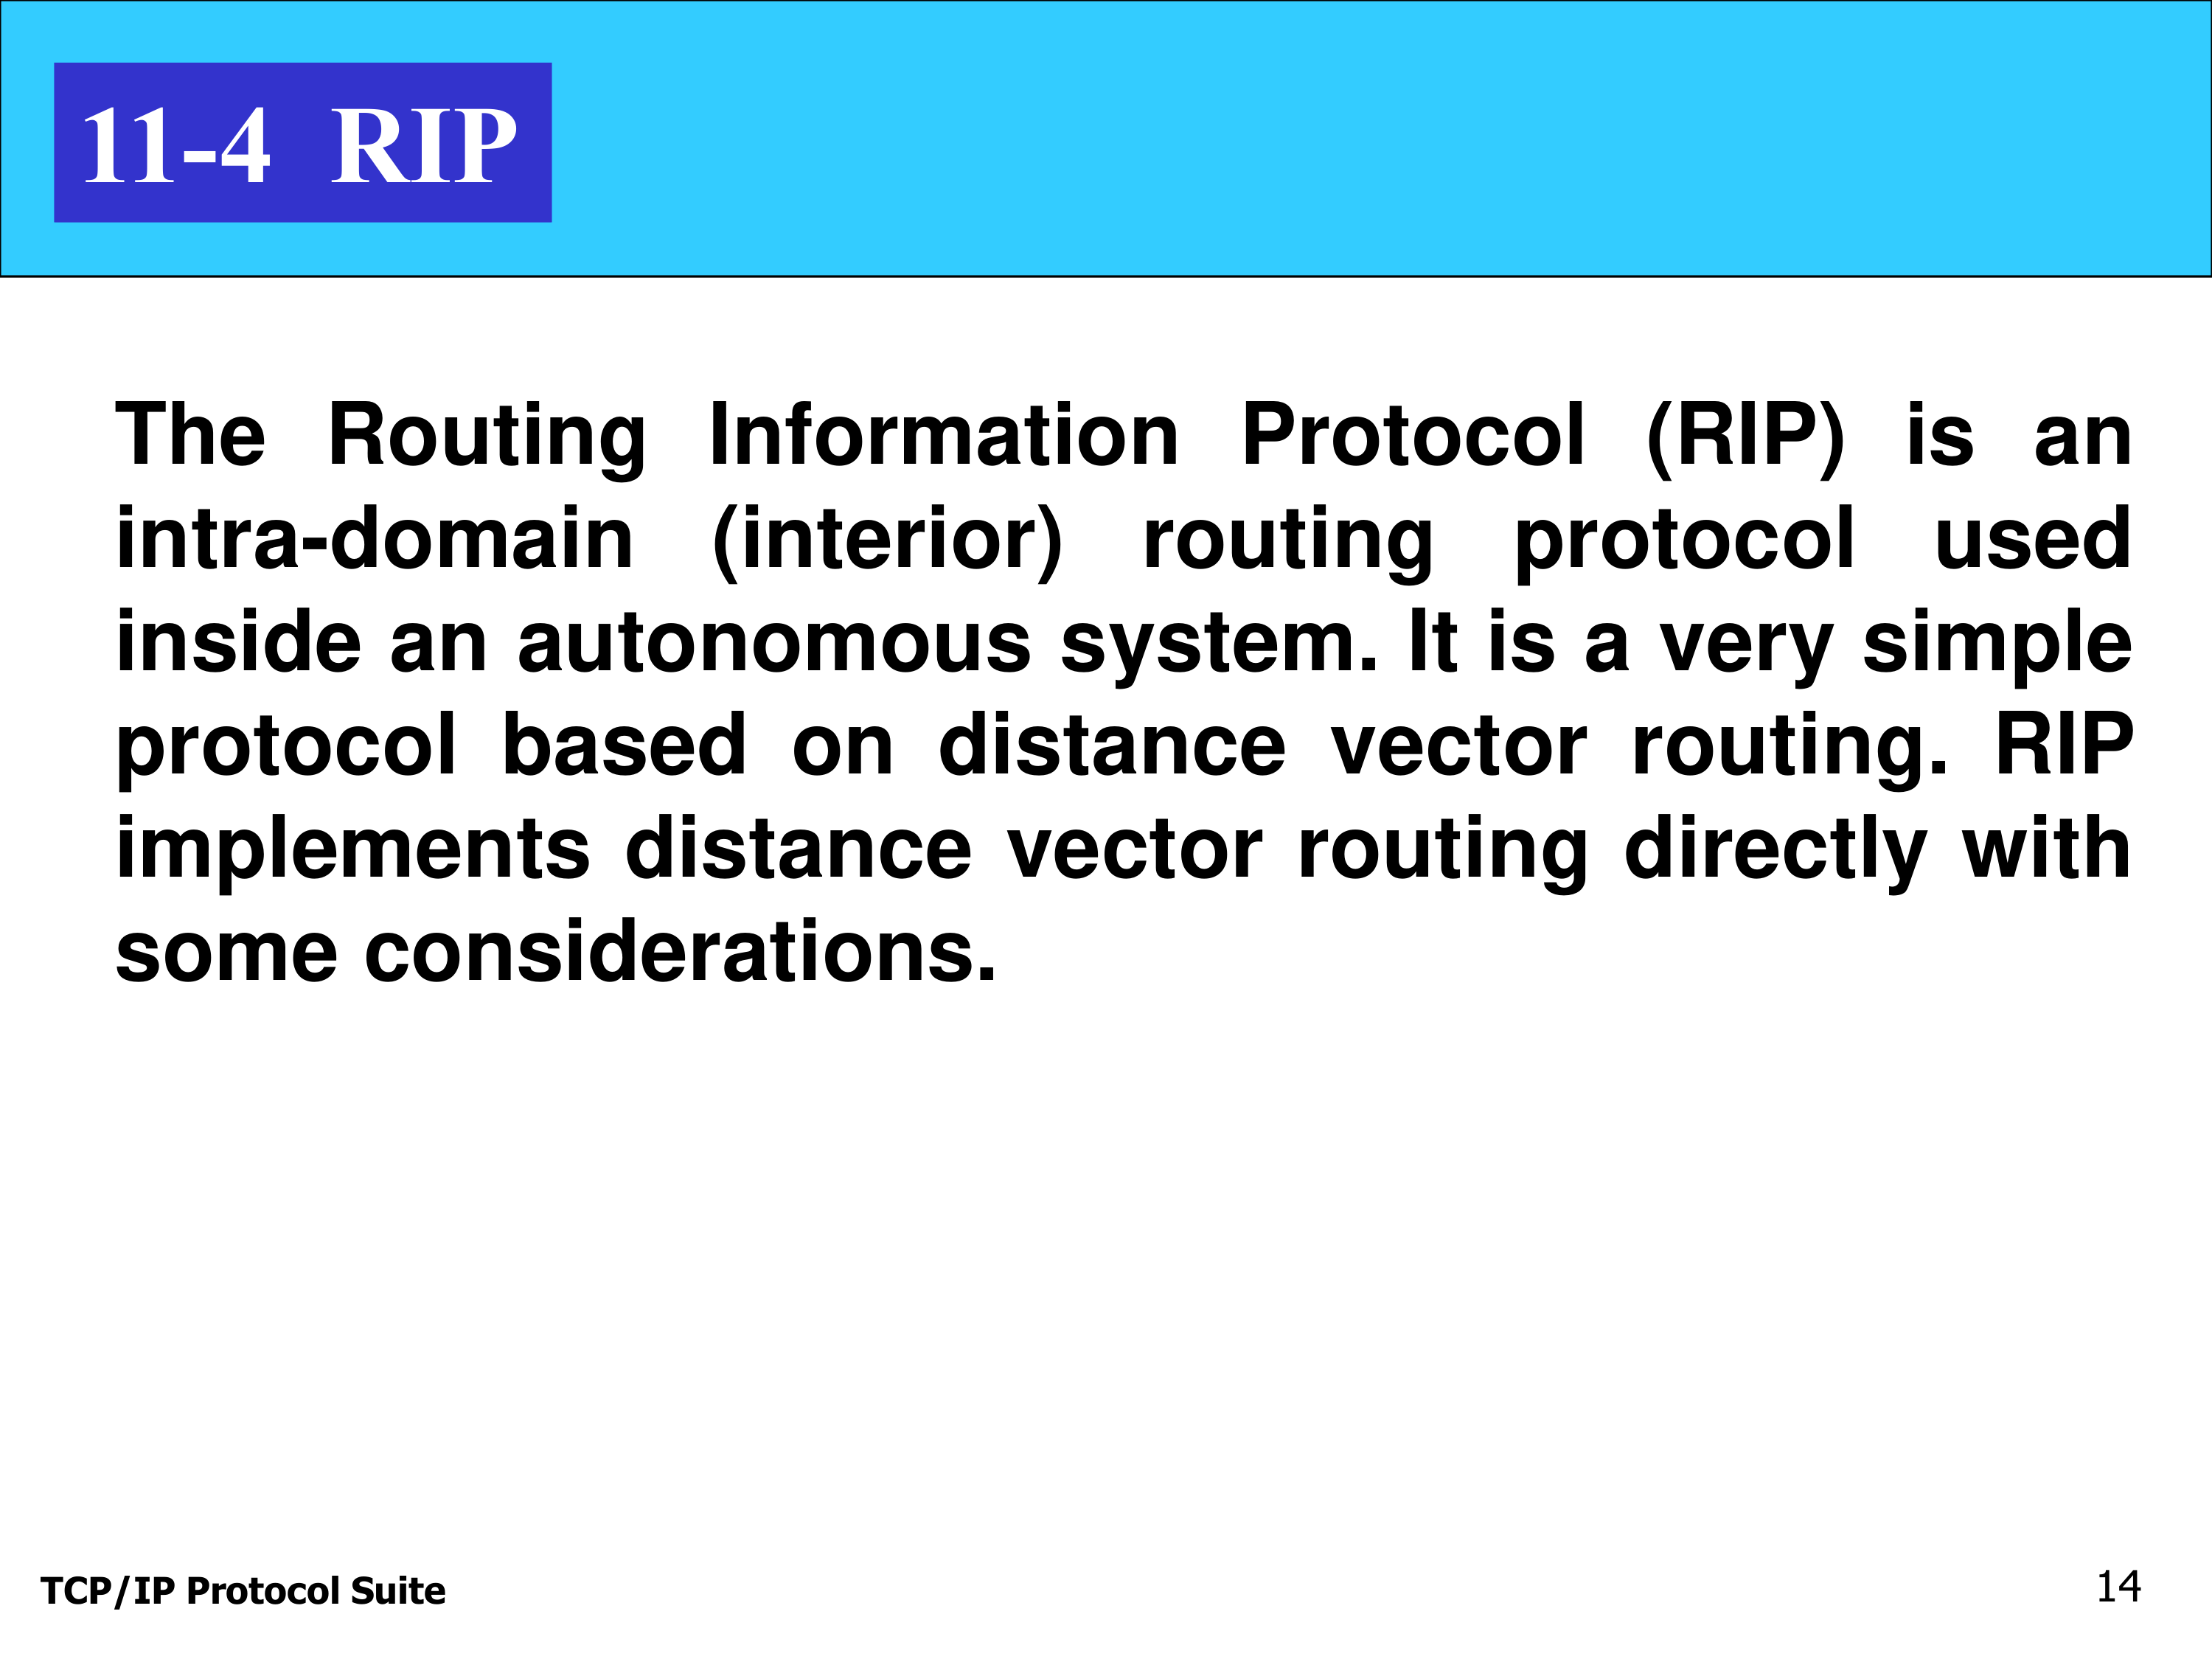 11-4 RIP
The Routing Information Protocol (RIP) is an
intra-domain (interior) routing protocol used
inside an autonomous system. It is a very simple
protocol based on distance vector routing. RIP
implements distance vector routing directly with
some considerations.
TCP/IP Protocol Suite
14